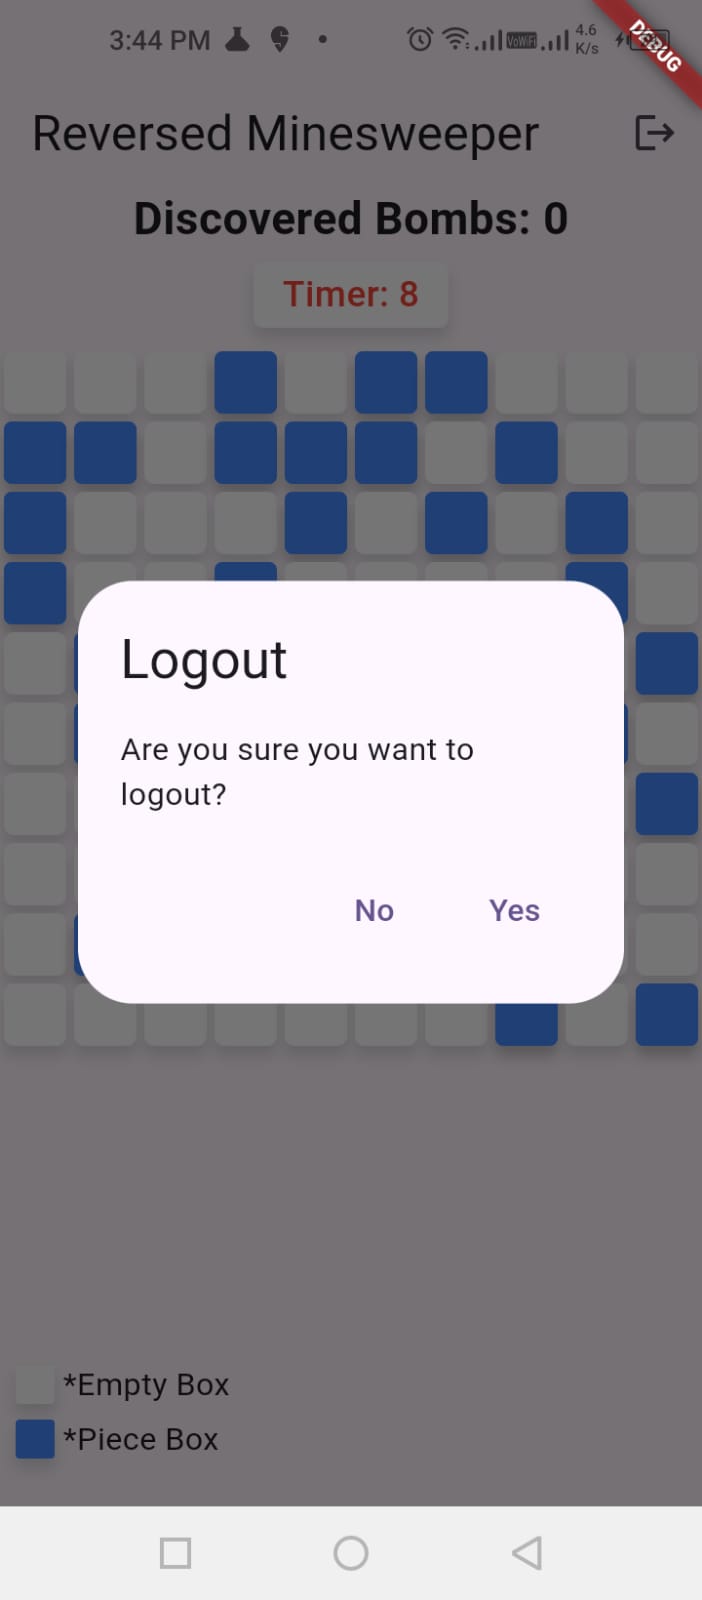 3:44 PM
VoWiFi
4.6
K/s
DEBUG
Reversed Minesweeper
Discovered Bombs: 0
Timer: 8
Logout
Are you sure you want to
logout?
No
Yes
*Empty Box
*Piece Box